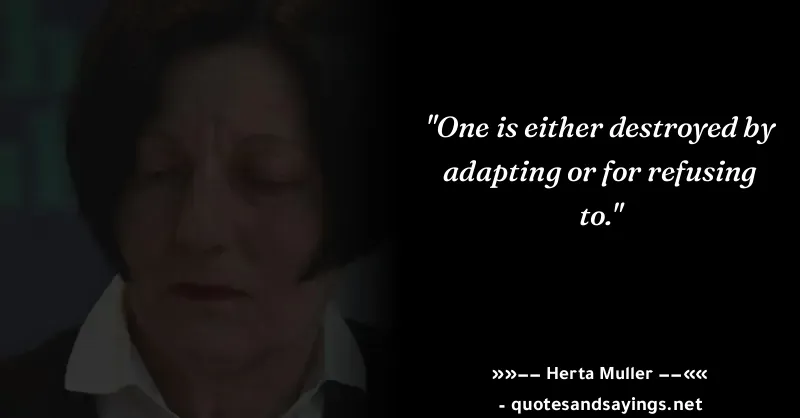 "One is either destroyed by
adapting or for refusing
to."
»»–– Herta Muller ––««
- quotesandsayings.net